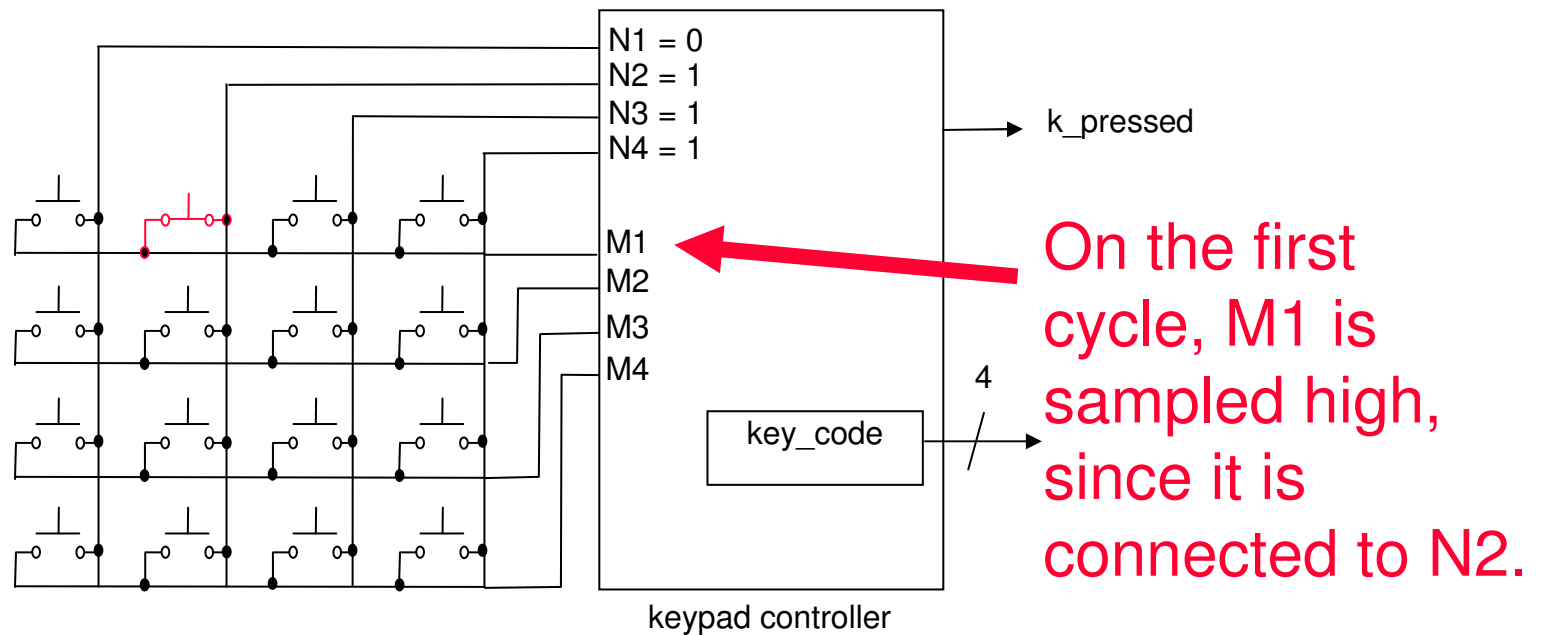 N1 = 0
N2 = 1
N3 = 1
N4 = 1
k_pressed
M1
M2
M3
M4
On the first
cycle, M1 is
sampled high,
since it is
connected to N2.
4
key_code
keypad controller